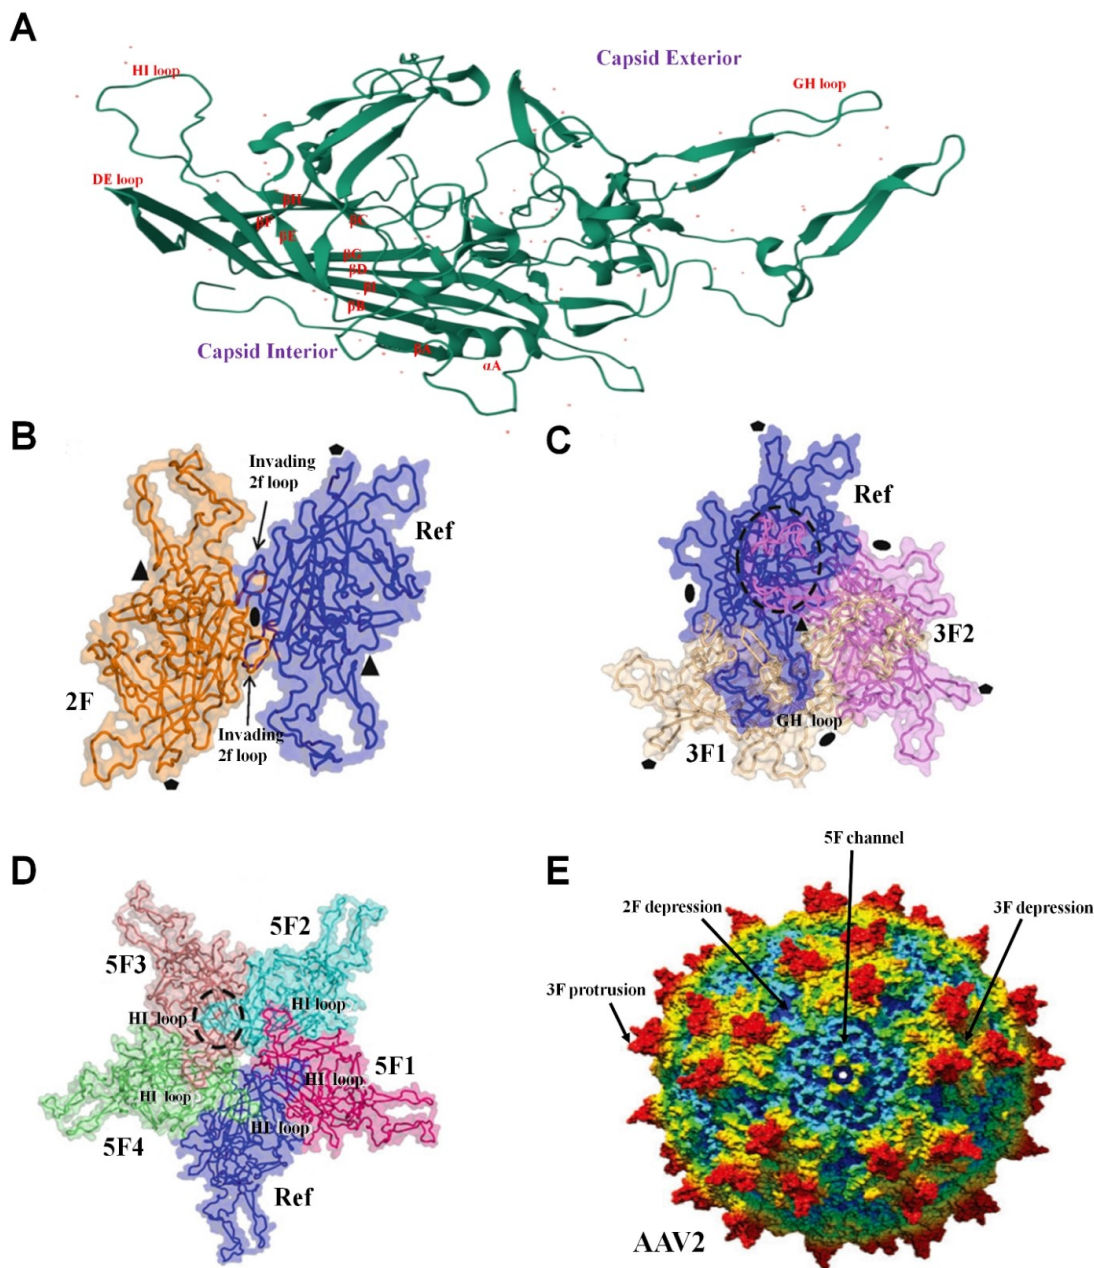 A
HI loop
Capsid Exterior
GH loop
DE loop
βH
βF
βC
βE
βG
βD
βI
βB
Capsid Interior
βA
αA
B
Invading
2f loop
Ref
2F
Invading
2f loop
C
Ref
3F2
GH loop
3F1
D
5F2
5F3
HI loop
HI loop
5F1
HI loop
HI loop
HI loop
5F4
Ref
E
5F channel
2F depression
3F depression
3F protrusion
AAV2